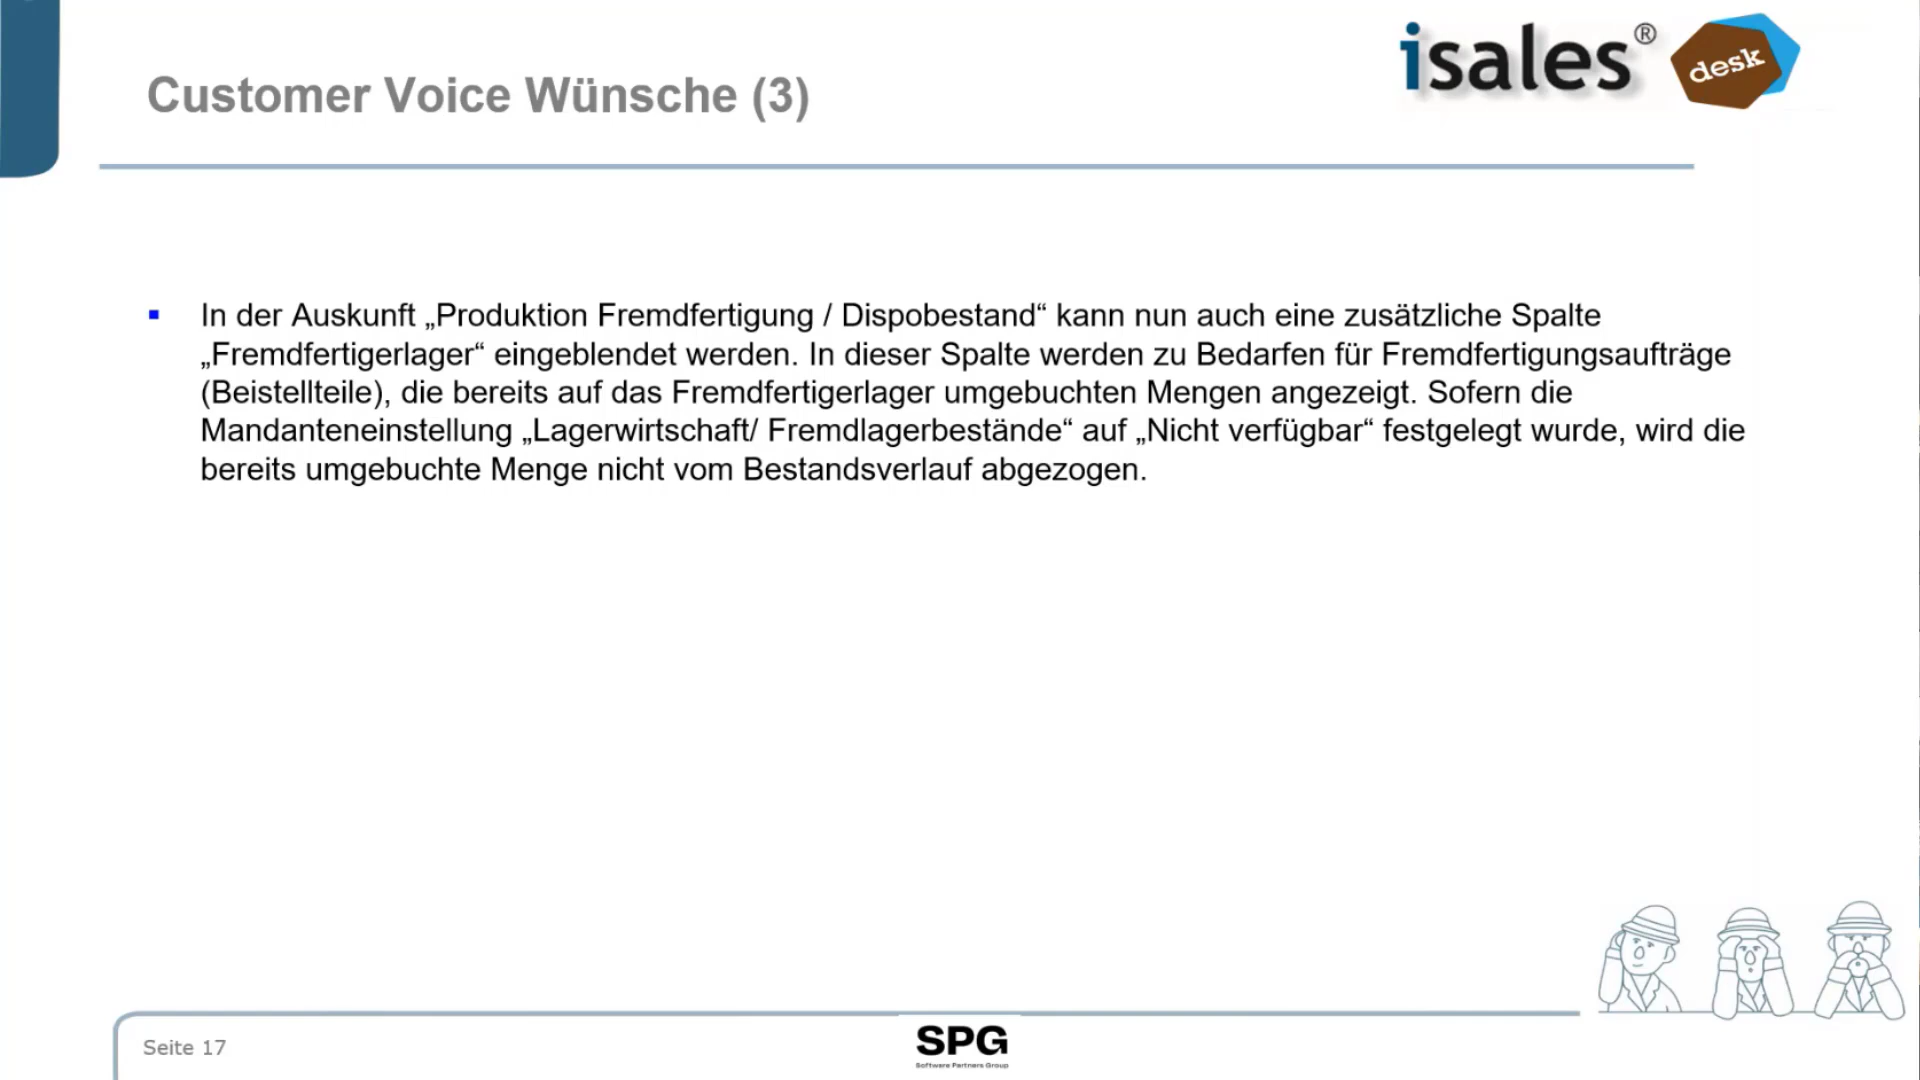 isales®
desk
Customer Voice Wünsche (3)
▪ In der Auskunft „Produktion Fremdfertigung / Dispobestand“ kann nun auch eine zusätzliche Spalte
„Fremdfertigerlager“ eingeblendet werden. In dieser Spalte werden zu Bedarfen für Fremdfertigungsaufträge
(Beistellteile), die bereits auf das Fremdfertigerlager umgebuchten Mengen angezeigt. Sofern die
Mandanteneinstellung „Lagerwirtschaft/ Fremdlagerbestände“ auf „Nicht verfügbar“ festgelegt wurde, wird die
bereits umgebuchte Menge nicht vom Bestandsverlauf abgezogen.
Seite 17
SPG
Software Partners Group